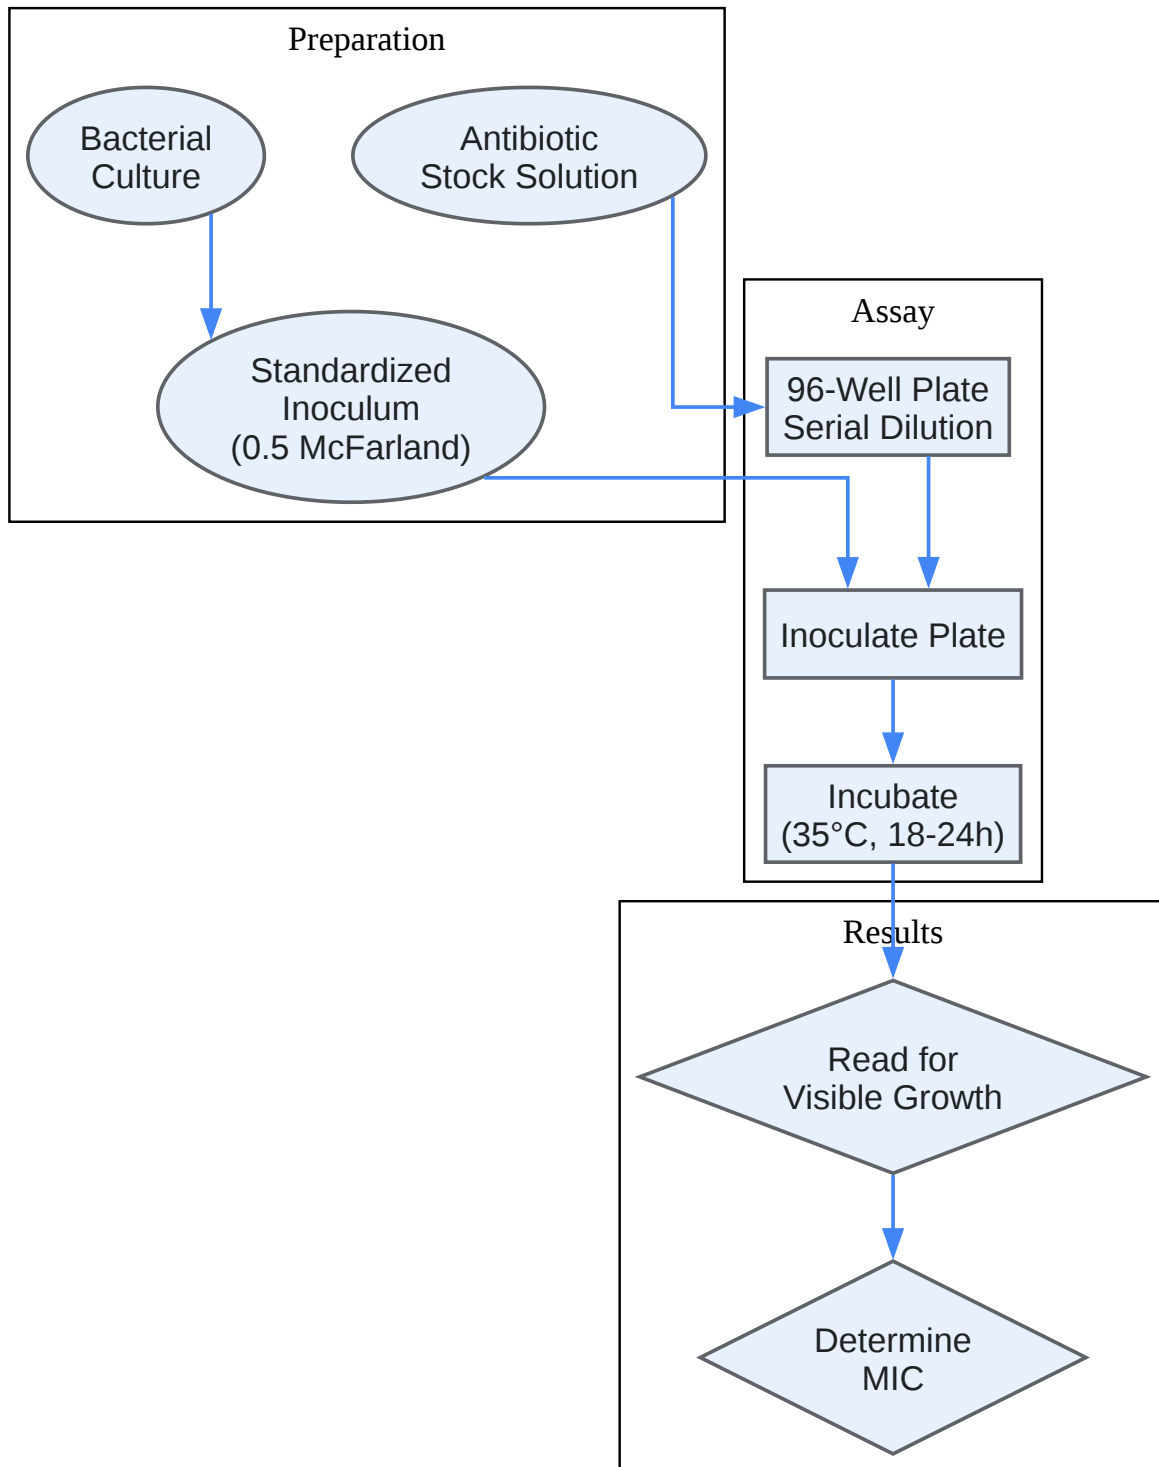 Preparation
Bacterial
Culture
Antibiotic
Stock Solution
Standardized
Inoculum
(0.5 McFarland)
Assay
96-Well Plate
Serial Dilution
Inoculate Plate
Incubate
(35°C, 18-24h)
Results
Read for
Visible Growth
Determine
MIC